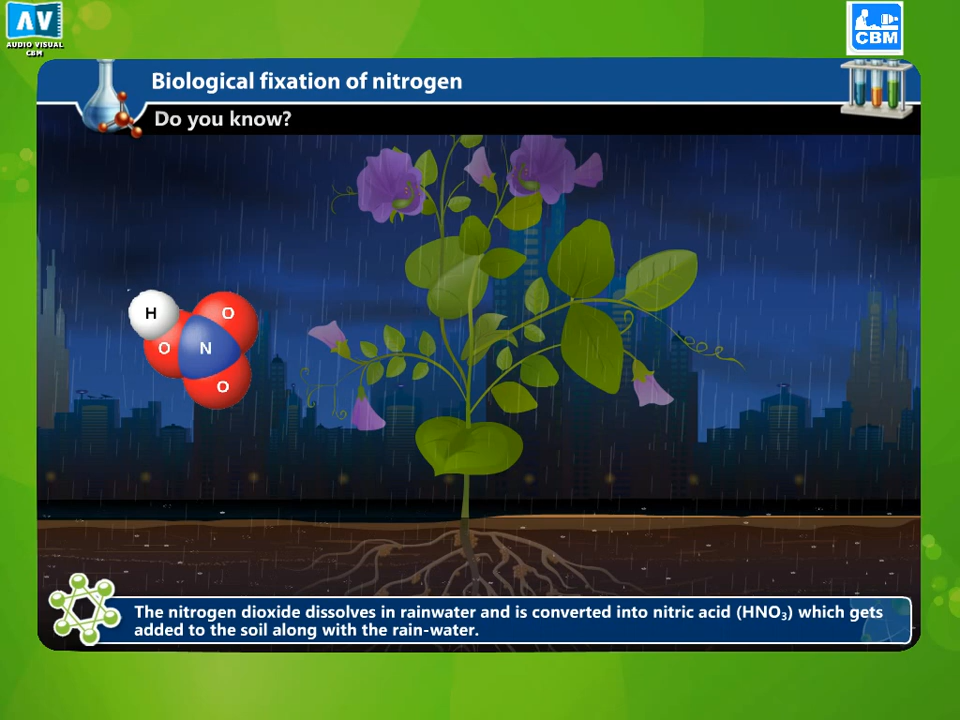 AV
AUDIO VISUAL
CBM
CBM
Biological fixation of nitrogen
Do you know?
H
O
O
N
O
The nitrogen dioxide dissolves in rainwater and is converted into nitric acid (HNO₃) which gets
added to the soil along with the rain-water.